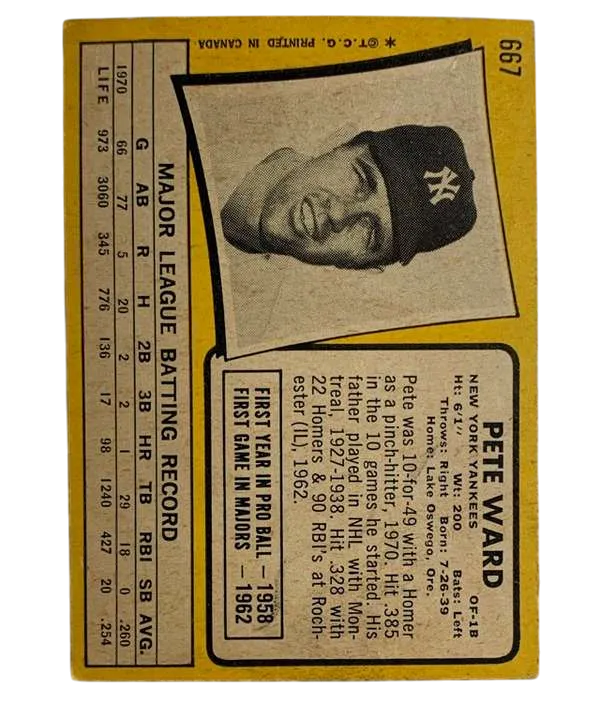 667
* ©T.C.G. PRINTED IN CANADA
NY
PETE WARD
NEW YORK YANKEES OF-1B
Ht: 6'1" Wt: 200 Bats: Left
Throws: Right Born: 7-26-39
Home: Lake Oswego, Ore.
Pete was 10-for-49 with a Homer
as a pinch-hitter, 1970. Hit .385
in the 10 games he started. His
father played in NHL with Mon-
treal, 1927-1938. Hit .328 with
22 Homers & 90 RBI's at Roch-
ester (IL), 1962.
FIRST YEAR IN PRO BALL — 1958
FIRST GAME IN MAJORS — 1962
MAJOR LEAGUE BATTING RECORD
G AB R H 2B 3B HR TB RBI SB AVG.
1970 66 77 5 20 2 2 1 29 18 0 .260
LIFE 973 3060 345 776 136 17 98 1240 427 20 .254